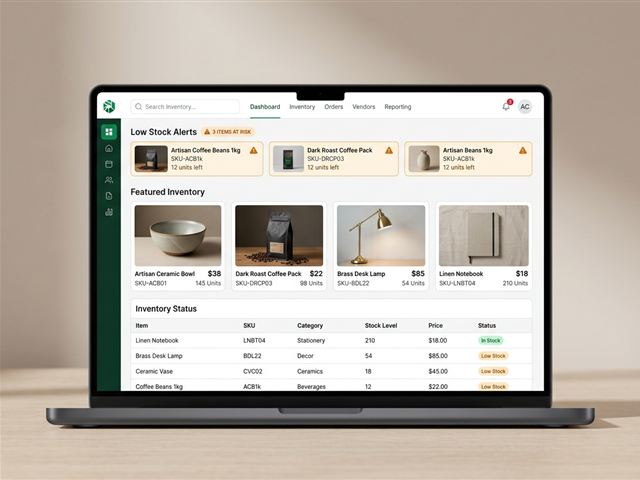 Search inventory...
Dashboard Inventory Orders Vendors Reporting
AC
Low Stock Alerts 3 ITEMS AT RISK
Artisan Coffee Beans 1kg
SKU-ACB1k
12 units left
Dark Roast Coffee Pack
SKU-DRCP03
12 units left
Artisan Beans 1kg
SKU-ACB1k
12 units left
Featured Inventory
Artisan Ceramic Bowl $38
SKU-ACB01 145 Units
Dark Roast Coffee Pack $22
SKU-DRCP03 98 Units
Brass Desk Lamp $85
SKU-BDL22 54 Units
Linen Notebook $18
SKU-LNBT04 210 Units
Inventory Status
Item SKU Category Stock Level Price Status
Linen Notebook LNBT04 Stationery 210 $18.00 In Stock
Brass Desk Lamp BDL22 Decor 54 $85.00 Low Stock
Ceramic Vase CVC02 Ceramics 18 $45.00 Low Stock
Coffee Beans 1kg ACB1k Beverages 12 $22.00 Low Stock